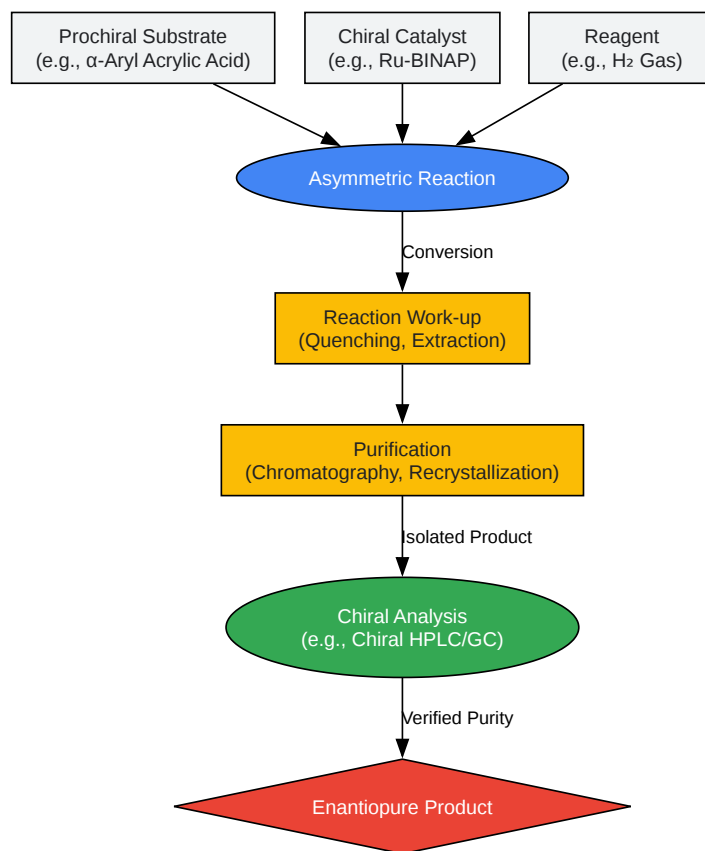 Prochiral Substrate
(e.g., α-Aryl Acrylic Acid)
Chiral Catalyst
(e.g., Ru-BINAP)
Reagent
(e.g., H₂ Gas)
Asymmetric Reaction
Conversion
Reaction Work-up
(Quenching, Extraction)
Purification
(Chromatography, Recrystallization)
Isolated Product
Chiral Analysis
(e.g., Chiral HPLC/GC)
Verified Purity
Enantiopure Product